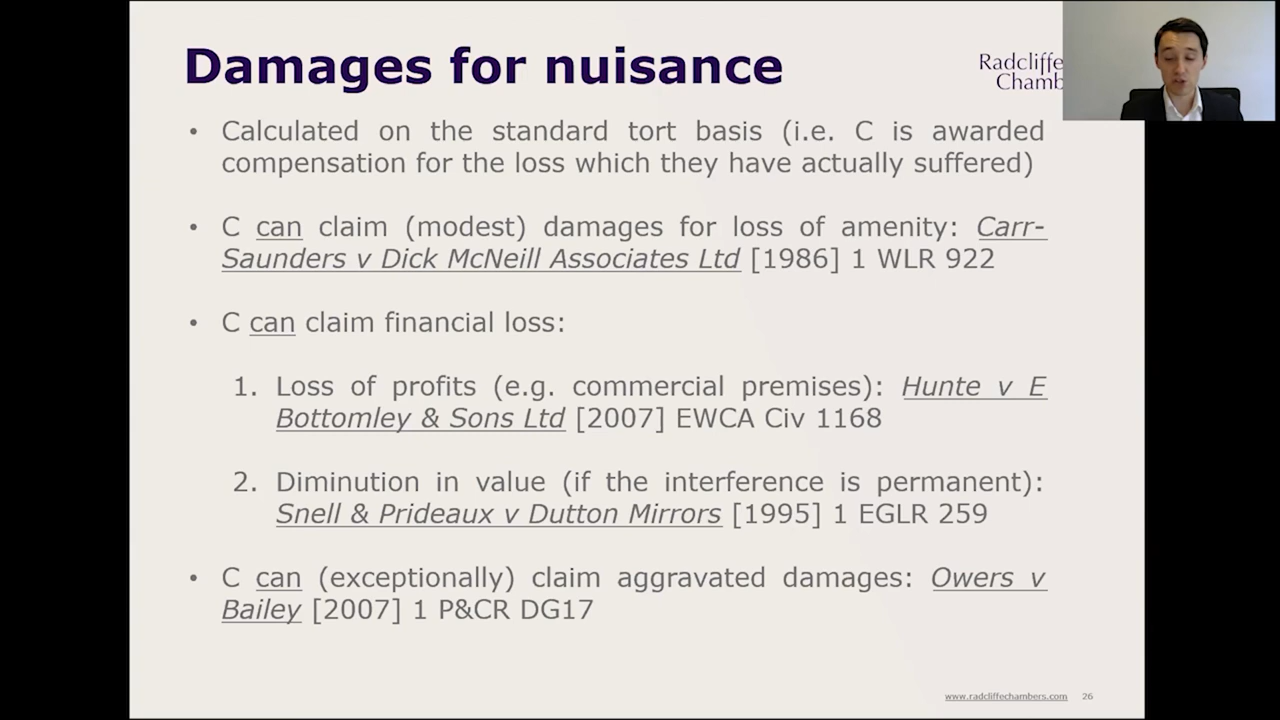 Damages for nuisance
Radcliffe
Chamb
• Calculated on the standard tort basis (i.e. C is awarded
compensation for the loss which they have actually suffered)
• C can claim (modest) damages for loss of amenity: Carr-
Saunders v Dick McNeill Associates Ltd [1986] 1 WLR 922
• C can claim financial loss:
1. Loss of profits (e.g. commercial premises): Hunte v E
Bottomley & Sons Ltd [2007] EWCA Civ 1168
2. Diminution in value (if the interference is permanent):
Snell & Prideaux v Dutton Mirrors [1995] 1 EGLR 259
• C can (exceptionally) claim aggravated damages: Owers v
Bailey [2007] 1 P&CR DG17
www.radcliffechambers.com 26